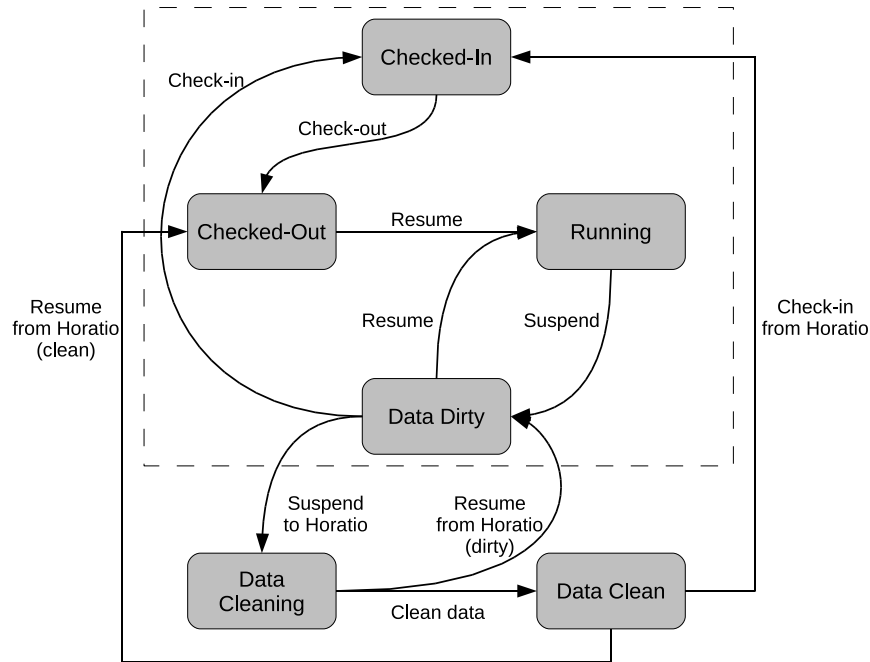 Checked-In
Check-in
Check-out
Checked-Out
Resume
Running
Resume
from Horatio
(clean)
Resume
Suspend
Check-in
from Horatio
Data Dirty
Suspend
to Horatio
Resume
from Horatio
(dirty)
Data
Cleaning
Clean data
Data Clean